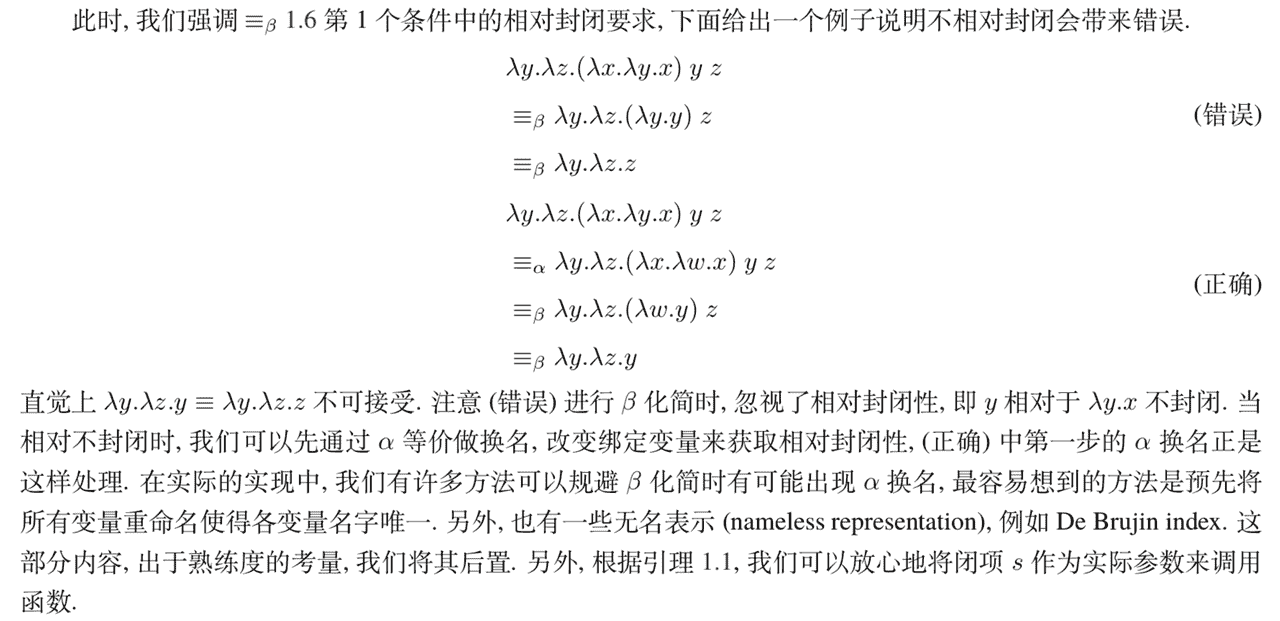 此时, 我们强调 ≡β 1.6 第 1 个条件中的相对封闭要求, 下面给出一个例子说明不相对封闭会带来错误.
λy.λz.(λx.λy.x) y z
≡β λy.λz.(λy.y) z (错误)
≡β λy.λz.z
λy.λz.(λx.λy.x) y z
≡α λy.λz.(λx.λw.x) y z
(正确)
≡β λy.λz.(λw.y) z
≡β λy.λz.y
直觉上 λy.λz.y ≡ λy.λz.z 不可接受. 注意 (错误) 进行 β 化简时, 忽视了相对封闭性, 即 y 相对于 λy.x 不封闭. 当
相对不封闭时, 我们可以先通过 α 等价做换名, 改变绑定变量来获取相对封闭性, (正确) 中第一步的 α 换名正是
这样处理. 在实际的实现中, 我们有许多方法可以规避 β 化简时有可能出现 α 换名, 最容易想到的方法是预先将
所有变量重命名使得各变量名字唯一. 另外, 也有一些无名表示 (nameless representation), 例如 De Brujin index. 这
部分内容, 出于熟练度的考量, 我们将其后置. 另外, 根据引理 1.1, 我们可以放心地将闭项 s 作为实际参数来调用
函数.